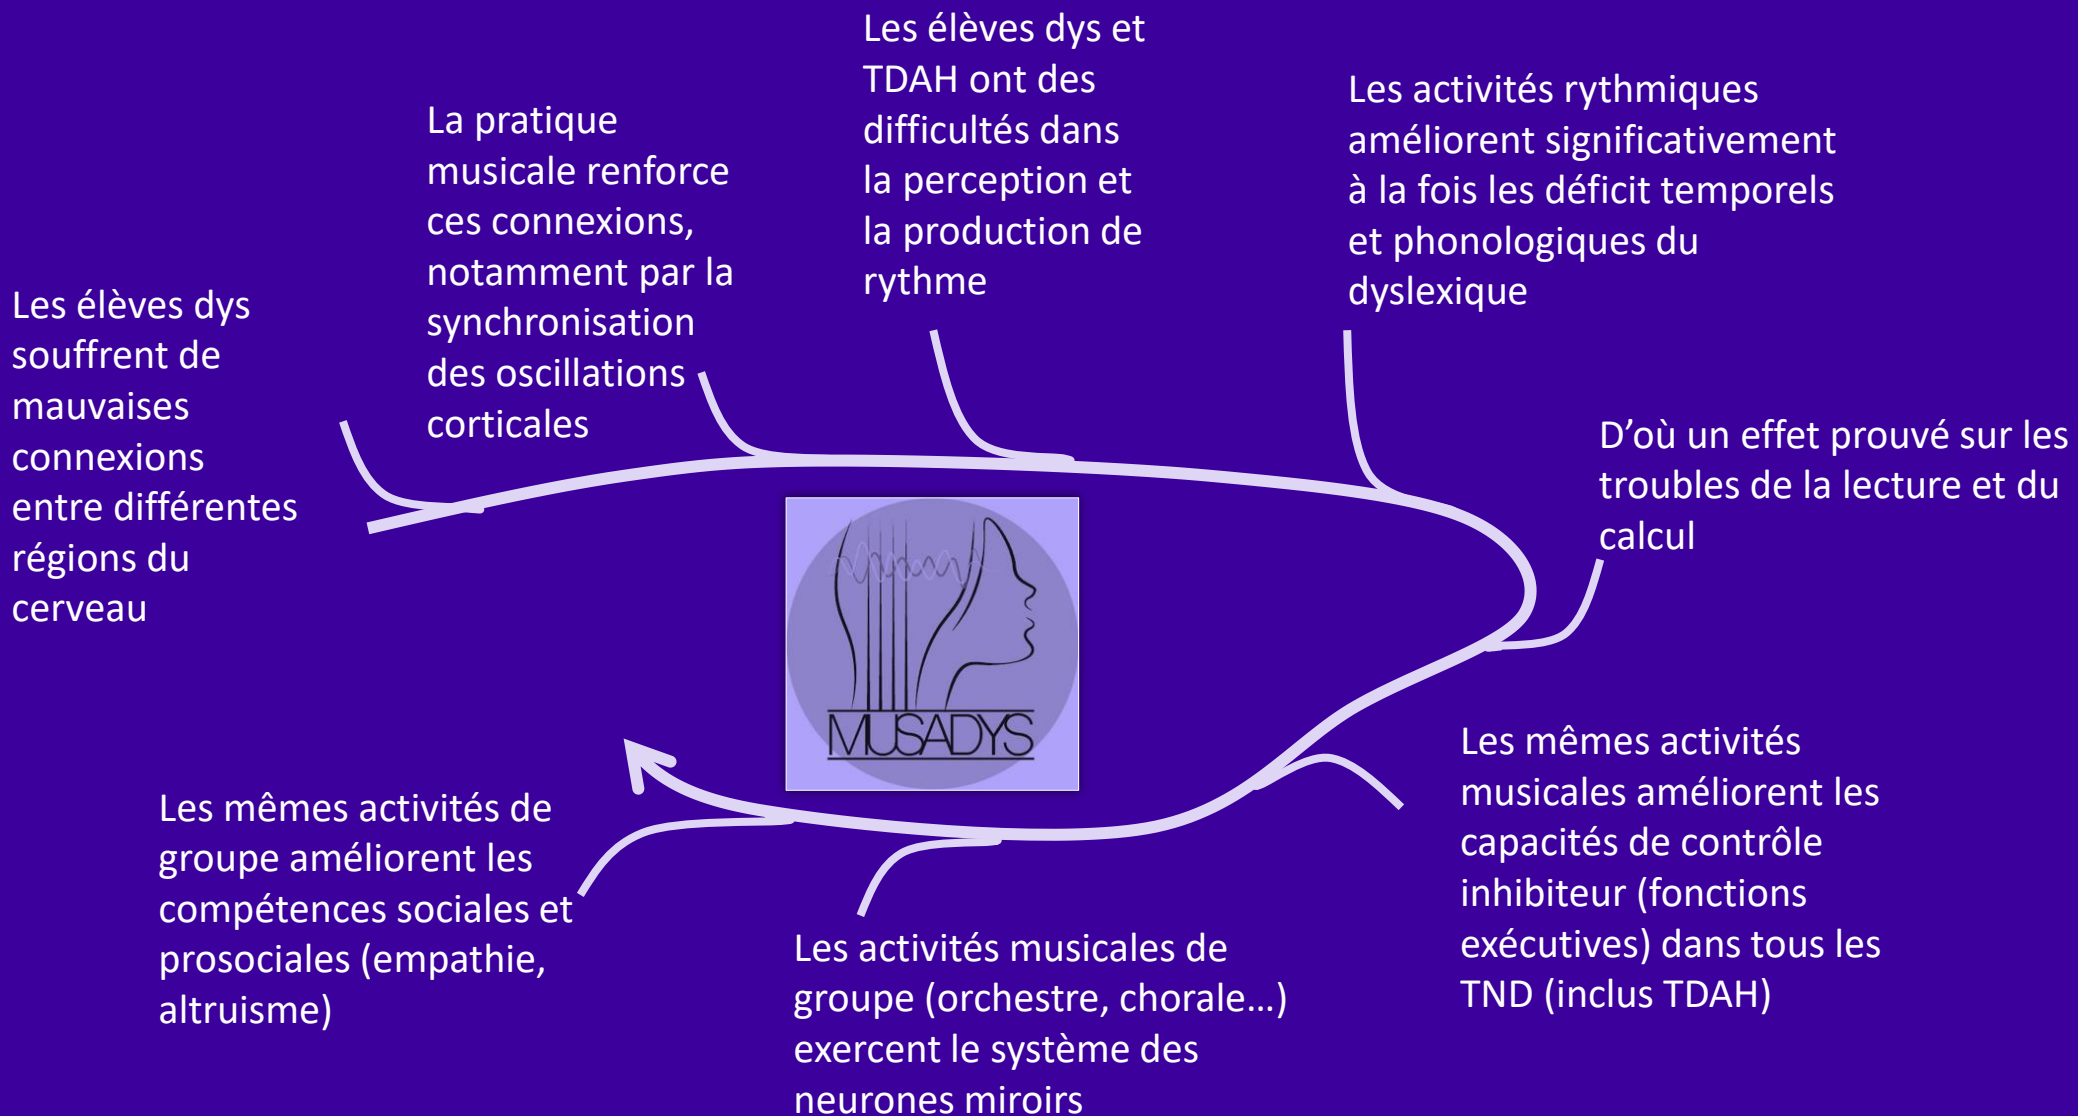 Les élèves dys
souffrent de
mauvaises
connexions
entre différentes
régions du
cerveau
La pratique
musicale renforce
ces connexions,
notamment par la
synchronisation
des oscillations
corticales
Les élèves dys et
TDAH ont des
difficultés dans
la perception et
la production de
rythme
Les activités rythmiques
améliorent significativement
à la fois les déficit temporels
et phonologiques du
dyslexique
D’où un effet prouvé sur les
troubles de la lecture et du
calcul
Les mêmes activités
musicales améliorent les
capacités de contrôle
inhibiteur (fonctions
exécutives) dans tous les
TND (inclus TDAH)
Les activités musicales de
groupe (orchestre, chorale…)
exercent le système des
neurones miroirs
Les mêmes activités de
groupe améliorent les
compétences sociales et
prosociales (empathie,
altruisme)
MUSADYS